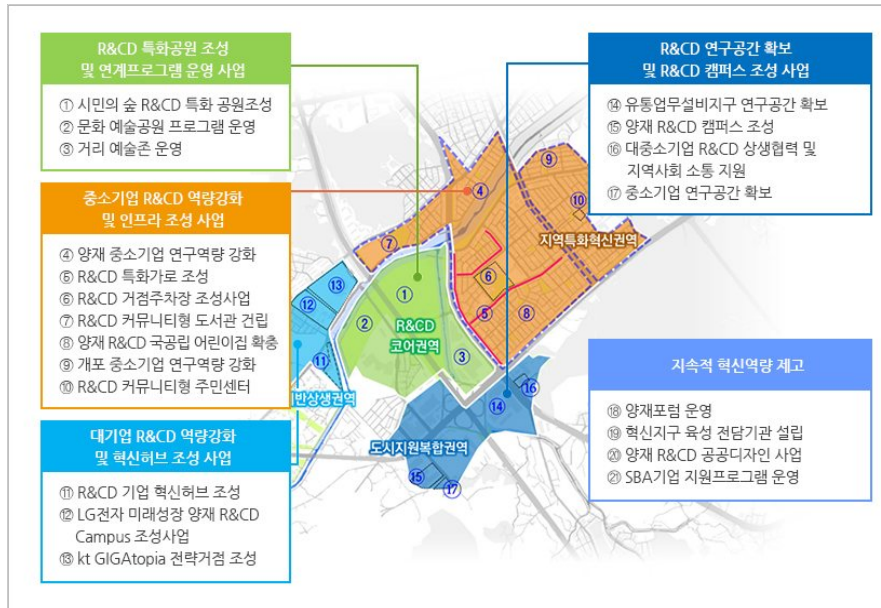 R&CD 특화공원 조성
및 연계프로그램 운영 사업
① 시민의 숲 R&CD 특화 공원조성
② 문화 예술공원 프로그램 운영
③ 거리 예술존 운영
중소기업 R&CD 역량강화
및 인프라 조성 사업
④ 양재 중소기업 연구역량 강화
⑤ R&CD 특화가로 조성
⑥ R&CD 거점주차장 조성사업
⑦ R&CD 커뮤니티형 도서관 건립
⑧ 양재 R&CD 국공립 어린이집 확충
⑨ 개포 중소기업 연구역량 강화
⑩ R&CD 커뮤니티형 주민센터
대기업 R&CD 역량강화
및 혁신허브 조성 사업
⑪ R&CD 기업 혁신허브 조성
⑫ LG전자 미래성장 양재 R&CD
Campus 조성사업
⑬ kt GIGAtopia 전략거점 조성
④
⑨
⑩
⑦
지역특화혁신권역
⑬
⑫
①
⑥
②
R&CD
코어권역
⑤
⑧
⑪
③
반상생권역
⑭
⑯
도시지원복합권역
⑮
⑰
R&CD 연구공간 확보
및 R&CD 캠퍼스 조성 사업
⑭ 유통업무설비지구 연구공간 확보
⑮ 양재 R&CD 캠퍼스 조성
⑯ 대중소기업 R&CD 상생협력 및
지역사회 소통 지원
⑰ 중소기업 연구공간 확보
지속적 혁신역량 제고
⑱ 양재포럼 운영
⑲ 혁신지구 육성 전담기관 설립
⑳ 양재 R&CD 공공디자인 사업
㉑ SBA기업 지원프로그램 운영